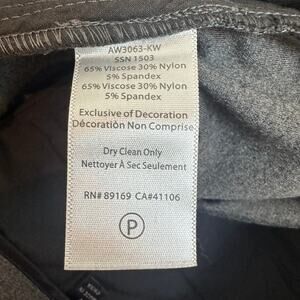 AW3063-KW
SSN 1503
65% Viscose 30% Nylon
5% Spandex
65% Viscose 30% Nylon
5% Spandex
Exclusive of Decoration
Décoration Non Comprise
Dry Clean Only
Nettoyer À Sec Seulement
RN# 89169 CA#41106
P